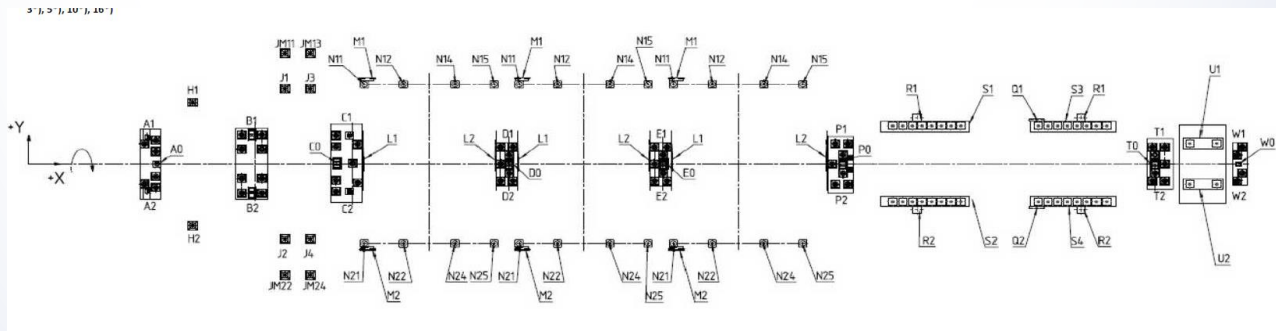 3°), 5°), 10°), 16°)
JM11 JM13 M1 N11 N12 N14 N15 N11 M1 N12 N14 N15 N11 M1 N12 N14 N15
H1 J1 J3 R1 S1 Q1 S3 R1 U1
+Y A1 B1 C1 D1 E1 P1 T1 W1
A0 C0 L1 L2 L1 L2 L1 L2 P0 T0 W0
+X D0 E0
A2 B2 C2 D2 E2 P2 T2 W2
H2 J2 J4 R2 S2 Q2 S4 R2 U2
JM22 JM24 N21 N22 N24 N25 N21 N22 N24 N21 N22 N24 N25
M2 M2 N25 M2